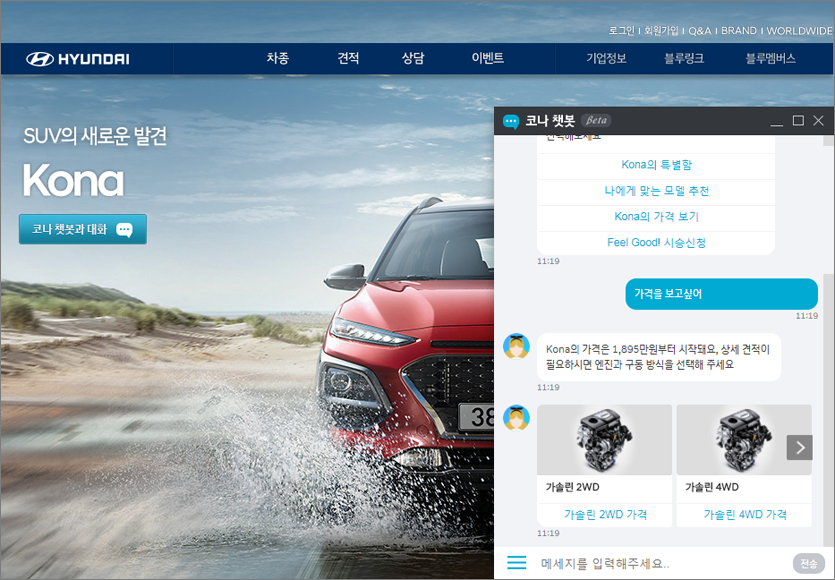 로그인 | 회원가입 | Q&A | BRAND | WORLDWIDE
HYUNDAI 차종 견적 상담 이벤트 기업정보 블루링크 블루멤버스
SUV의 새로운 발견
Kona
코나 챗봇과 대화
코나 챗봇 βeta
선택해보세요
Kona의 특별함
나에게 맞는 모델 추천
Kona의 가격 보기
Feel Good! 시승신청
11:19
가격을 보고싶어
11:19
Kona의 가격은 1,895만원부터 시작돼요, 상세 견적이
필요하시면 엔진과 구동 방식을 선택해 주세요
11:19
가솔린 2WD 가솔린 4WD
가솔린 2WD 가격 가솔린 4WD 가격
11:19
메세지를 입력해주세요.. 전송
38